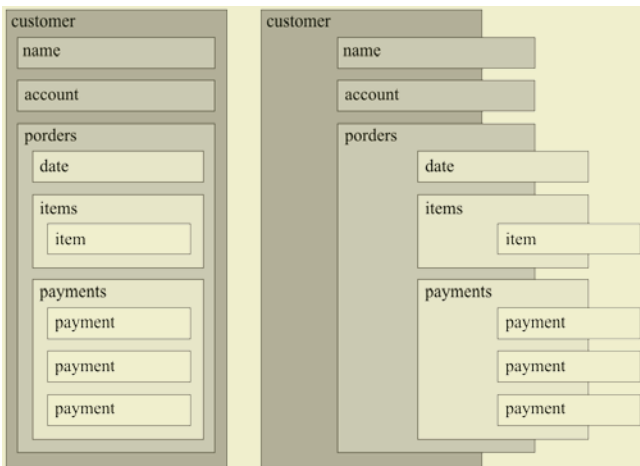 customer
name
account
porders
date
items
item
payments
payment
payment
payment
customer
name
account
porders
date
items
item
payments
payment
payment
payment